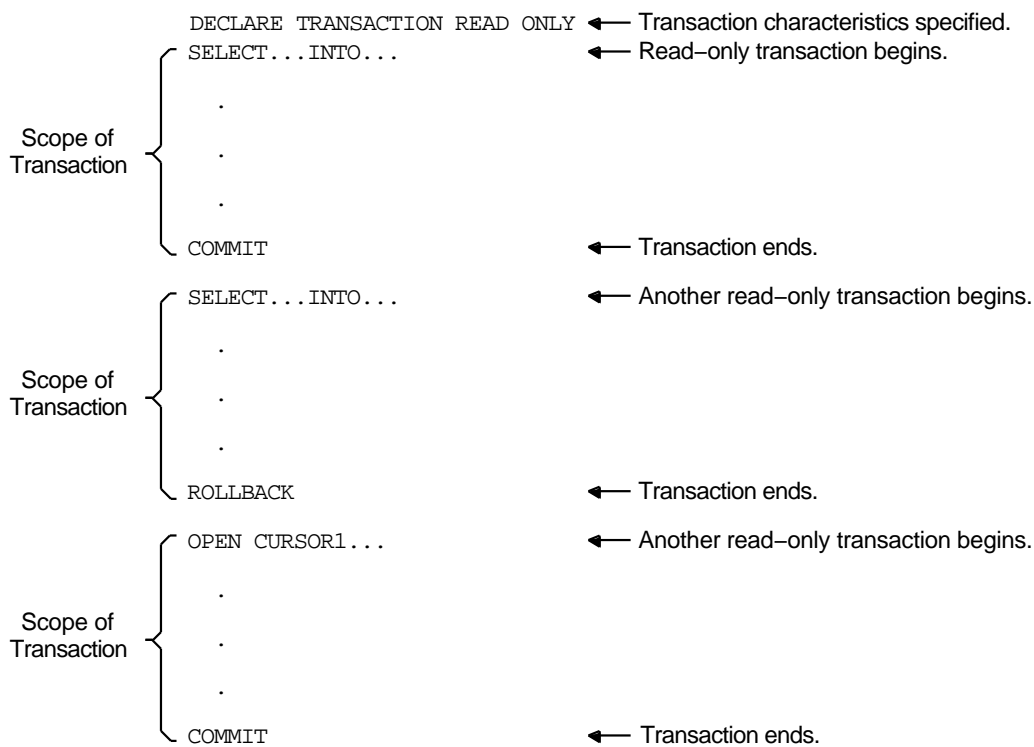 DECLARE TRANSACTION READ ONLY Transaction characteristics specified.
SELECT...INTO... Read-only transaction begins.
.
Scope of
Transaction
.
.
COMMIT Transaction ends.
SELECT...INTO... Another read-only transaction begins.
.
Scope of
Transaction
.
.
ROLLBACK Transaction ends.
OPEN CURSOR1... Another read-only transaction begins.
.
Scope of
Transaction
.
.
COMMIT Transaction ends.